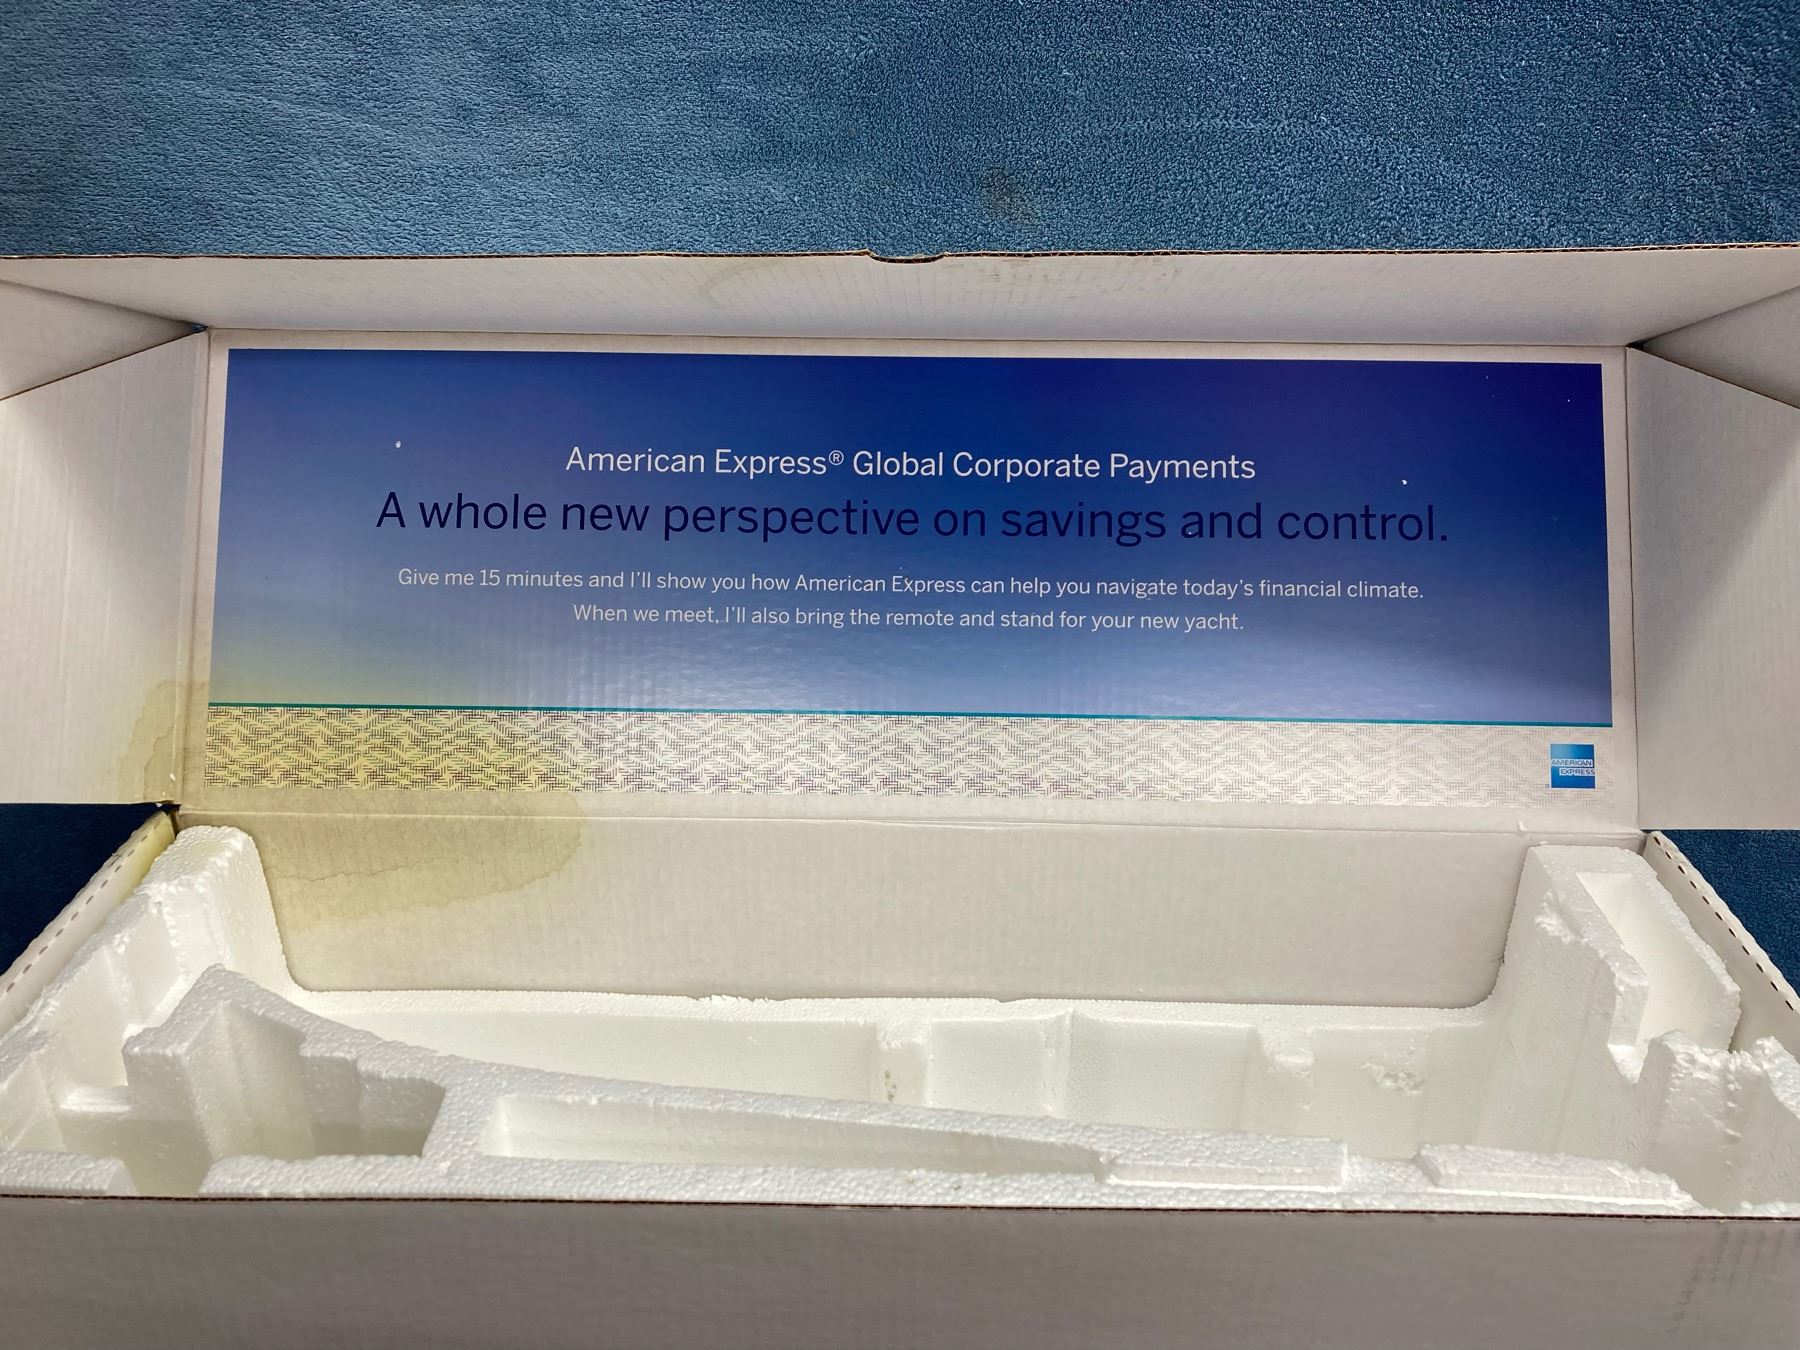 American Express® Global Corporate Payments
A whole new perspective on savings and control.
Give me 15 minutes and I'll show you how American Express can help you navigate today's financial climate.
When we meet, I'll also bring the remote and stand for your new yacht.
AMERICAN
EXPRESS